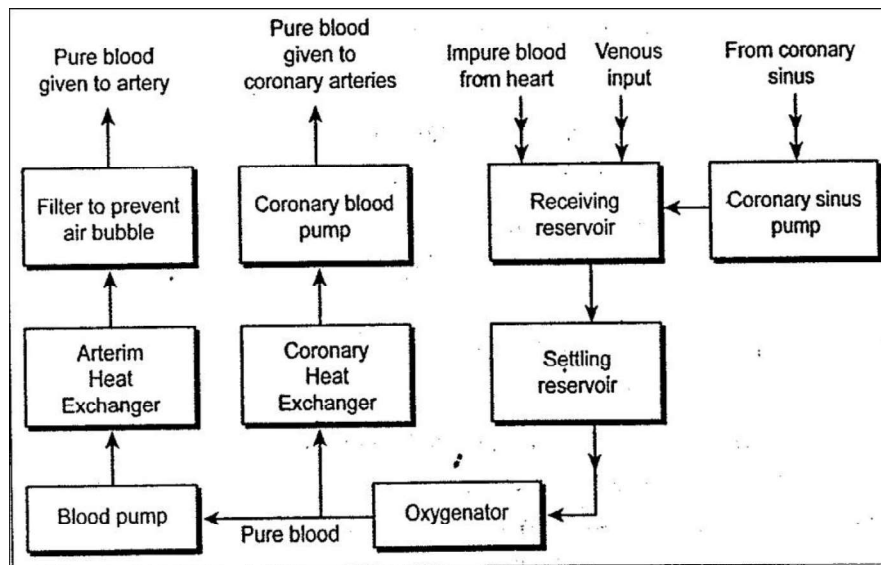 Pure blood
given to artery
Pure blood
given to
coronary arteries
Impure blood
from heart
Venous
input
From coronary
sinus
Filter to prevent
air bubble
Coronary blood
pump
Receiving
reservoir
Coronary sinus
pump
Arterim
Heat
Exchanger
Coronary
Heat
Exchanger
Settling
reservoir
Blood pump
Pure blood
Oxygenator